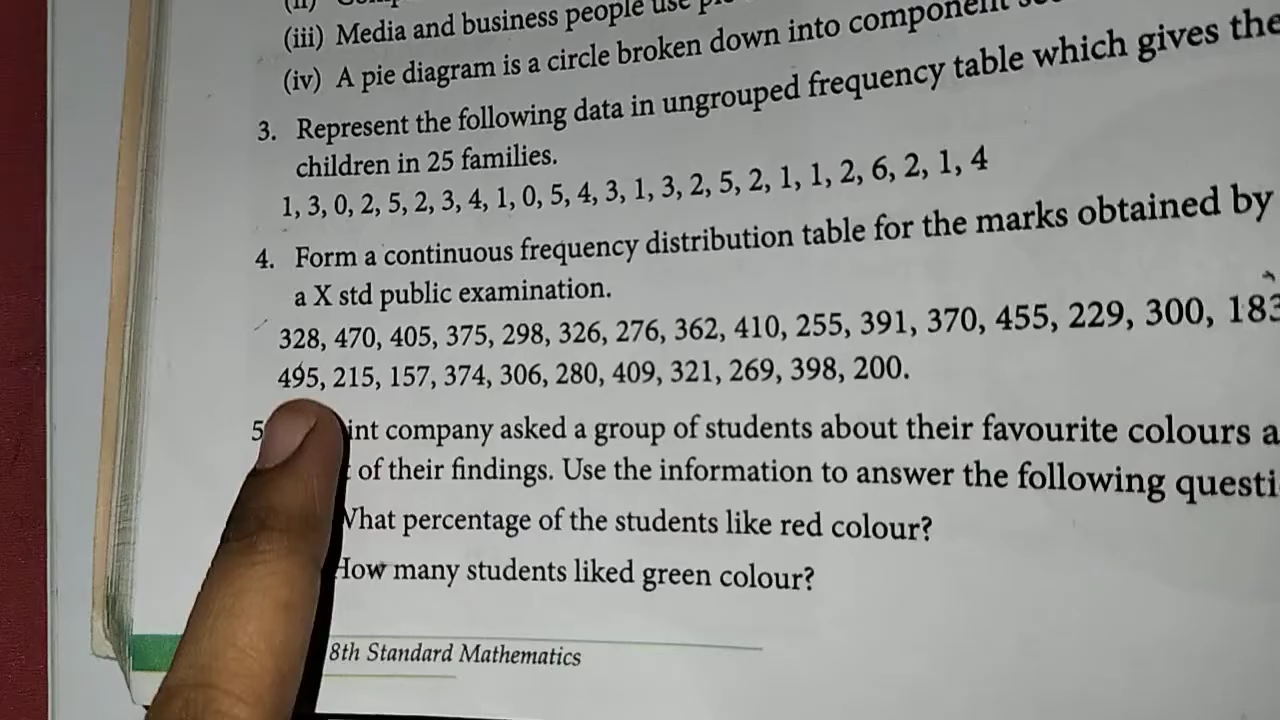 (iii) Media and business people use
(iv) A pie diagram is a circle broken down into component
3. Represent the following data in ungrouped frequency table which gives the
children in 25 families.
1, 3, 0, 2, 5, 2, 3, 4, 1, 0, 5, 4, 3, 1, 3, 2, 5, 2, 1, 1, 2, 6, 2, 1, 4
4. Form a continuous frequency distribution table for the marks obtained by
a X std public examination.
328, 470, 405, 375, 298, 326, 276, 362, 410, 255, 391, 370, 455, 229, 300, 183
495, 215, 157, 374, 306, 280, 409, 321, 269, 398, 200.
5 int company asked a group of students about their favourite colours a
of their findings. Use the information to answer the following questi
What percentage of the students like red colour?
How many students liked green colour?
8th Standard Mathematics